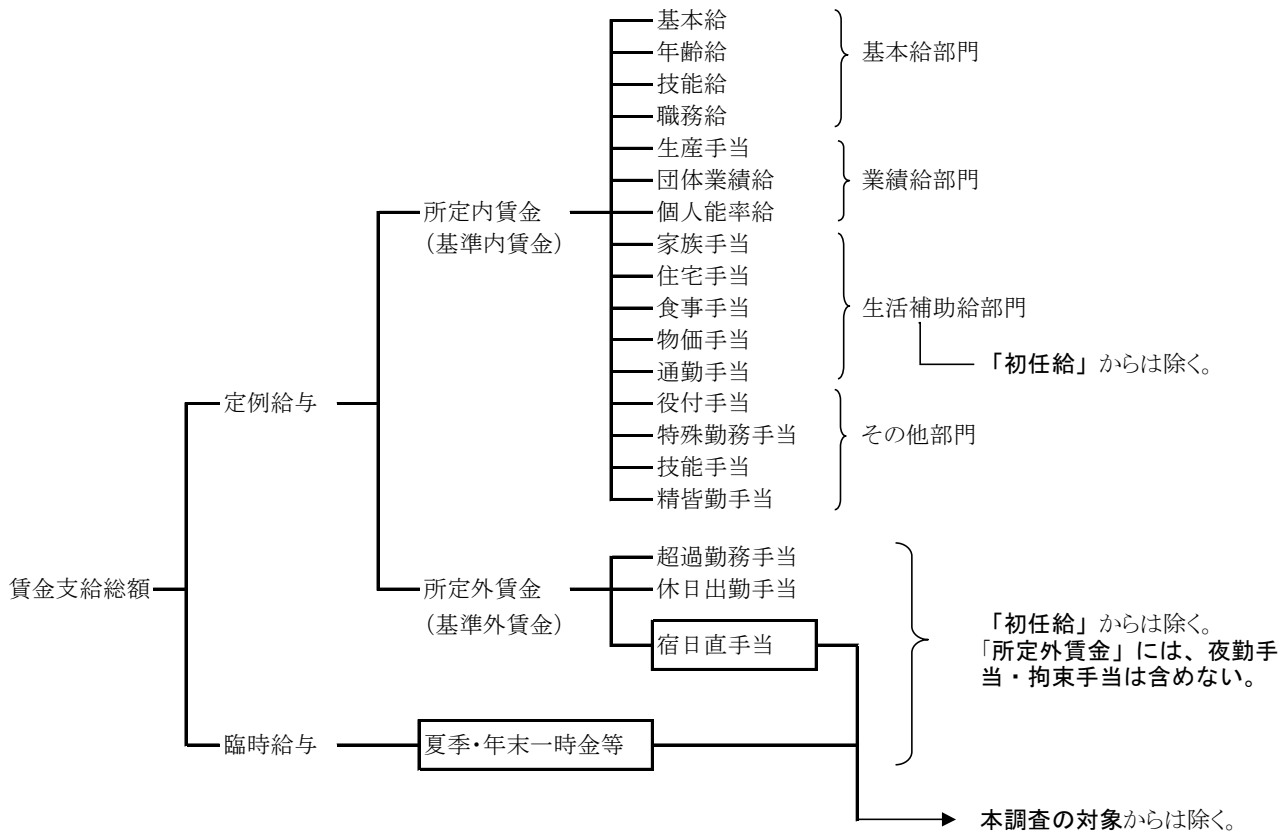 基本給
年齢給
技能給
職務給
基本給部門
生産手当
団体業績給
個人能率給
業績給部門
所定内賃金
(基準内賃金)
家族手当
住宅手当
食事手当
物価手当
通勤手当
生活補助給部門
「初任給」からは除く。
定例給与
役付手当
特殊勤務手当
技能手当
精皆勤手当
その他部門
賃金支給総額
所定外賃金
(基準外賃金)
超過勤務手当
休日出勤手当
宿日直手当
「初任給」からは除く。
「所定外賃金」には、夜勤手
当・拘束手当は含めない。
臨時給与
夏季・年末一時金等
本調査の対象からは除く。